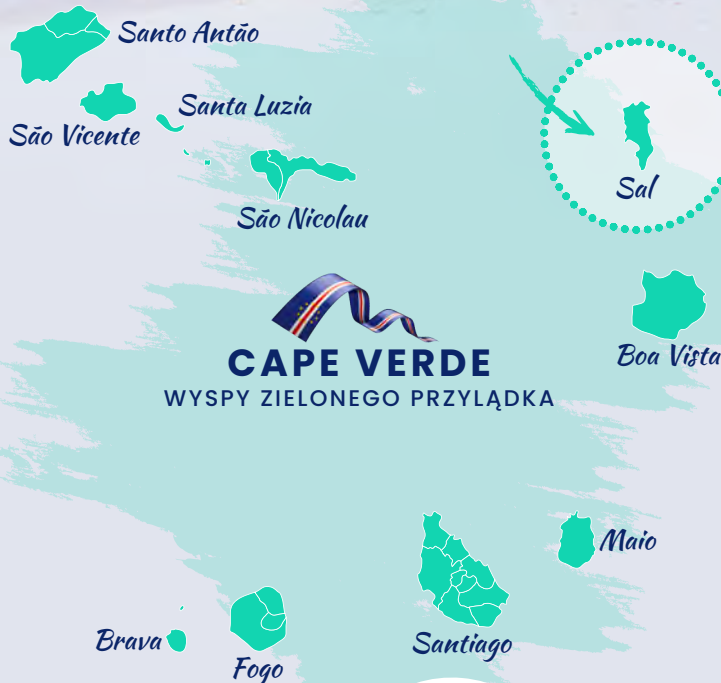 Santo Antão
Santa Luzia
São Vicente
Sal
São Nicolau
Boa Vista
CAPE VERDE
WYSPY ZIELONEGO PRZYLĄDKA
Maio
Brava
Santiago
Fogo